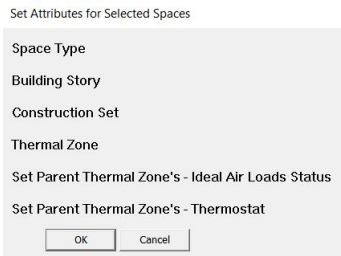 Set Attributes for Selected Spaces
Space Type
Building Story
Construction Set
Thermal Zone
Set Parent Thermal Zone's - Ideal Air Loads Status
Set Parent Thermal Zone's - Thermostat
OK Cancel